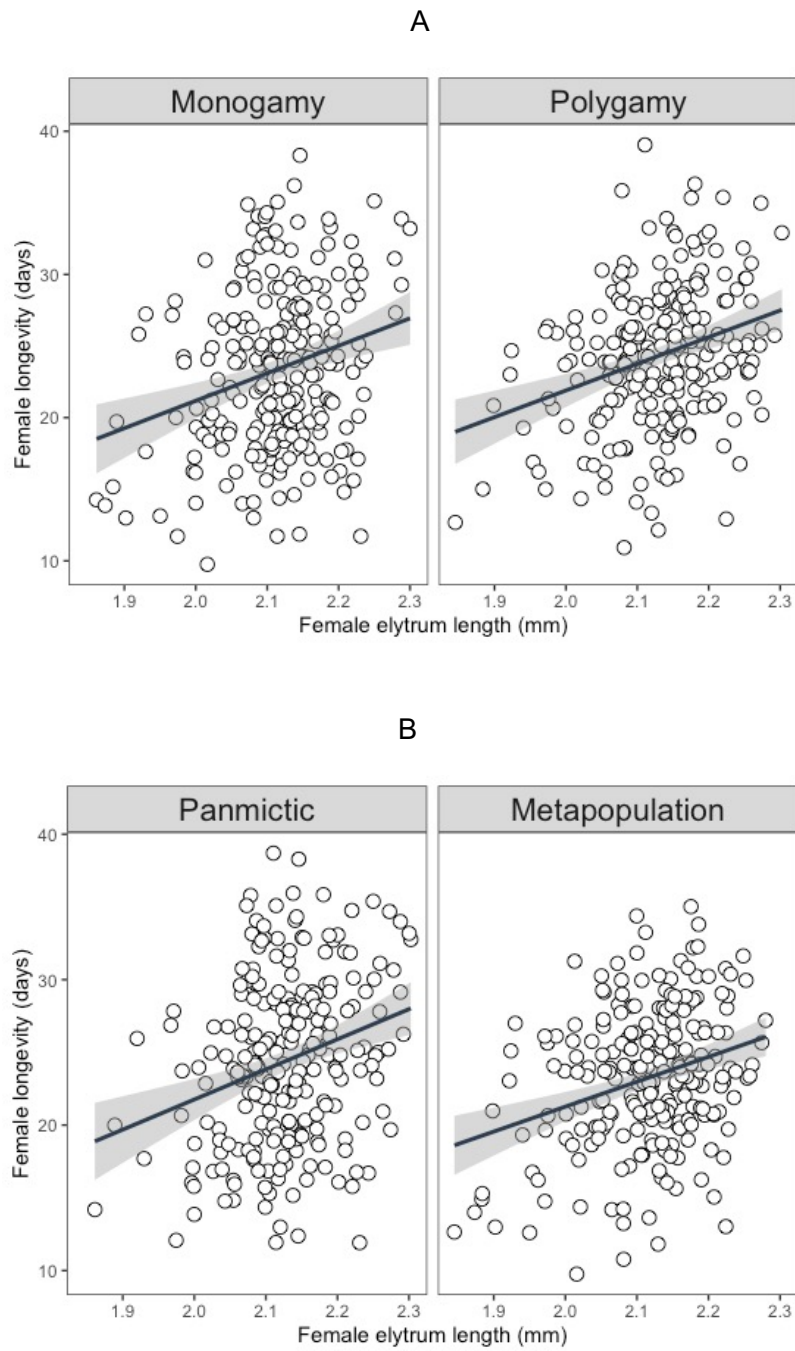 A
Monogamy Polygamy
40
30
20
10
Female longevity (days)
1.9 2.0 2.1 2.2 2.3 1.9 2.0 2.1 2.2 2.3
Female elytrum length (mm)
B
Panmictic Metapopulation
40
30
20
10
Female longevity (days)
1.9 2.0 2.1 2.2 2.3 1.9 2.0 2.1 2.2 2.3
Female elytrum length (mm)